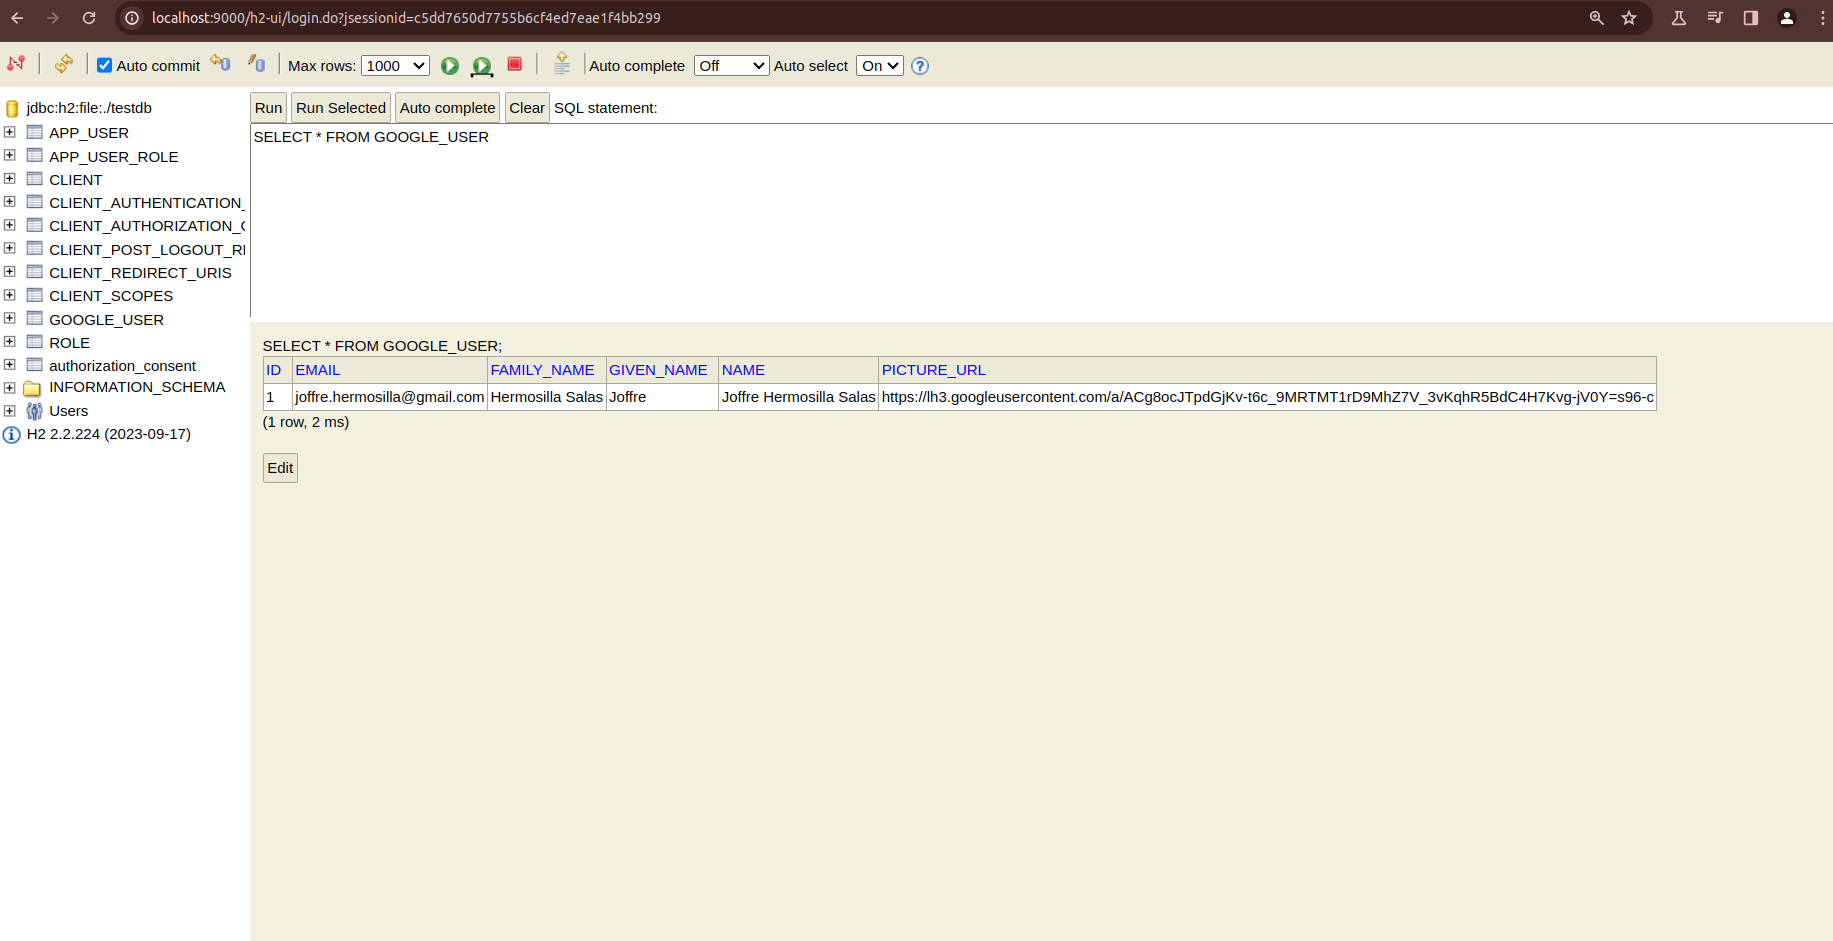 localhost:9000/h2-ui/login.do?jsessionid=c5dd7650d7755b6cf4ed7eae1f4bb299
Auto commit Max rows: 1000 Auto complete Off Auto select On
jdbc:h2:file:./testdb
APP_USER
APP_USER_ROLE
CLIENT
CLIENT_AUTHENTICATION_
CLIENT_AUTHORIZATION_G
CLIENT_POST_LOGOUT_RE
CLIENT_REDIRECT_URIS
CLIENT_SCOPES
GOOGLE_USER
ROLE
authorization_consent
INFORMATION_SCHEMA
Users
H2 2.2.224 (2023-09-17)
Run Run Selected Auto complete Clear SQL statement:
SELECT * FROM GOOGLE_USER
SELECT * FROM GOOGLE_USER;
ID EMAIL FAMILY_NAME GIVEN_NAME NAME PICTURE_URL
1 joffre.hermosilla@gmail.com Hermosilla Salas Joffre Joffre Hermosilla Salas https://lh3.googleusercontent.com/a/ACg8ocJTpdGjKv-t6c_9MRTMT1rD9MhZ7V_3vKqhR5BdC4H7Kvg-jV0Y=s96-c
(1 row, 2 ms)
Edit